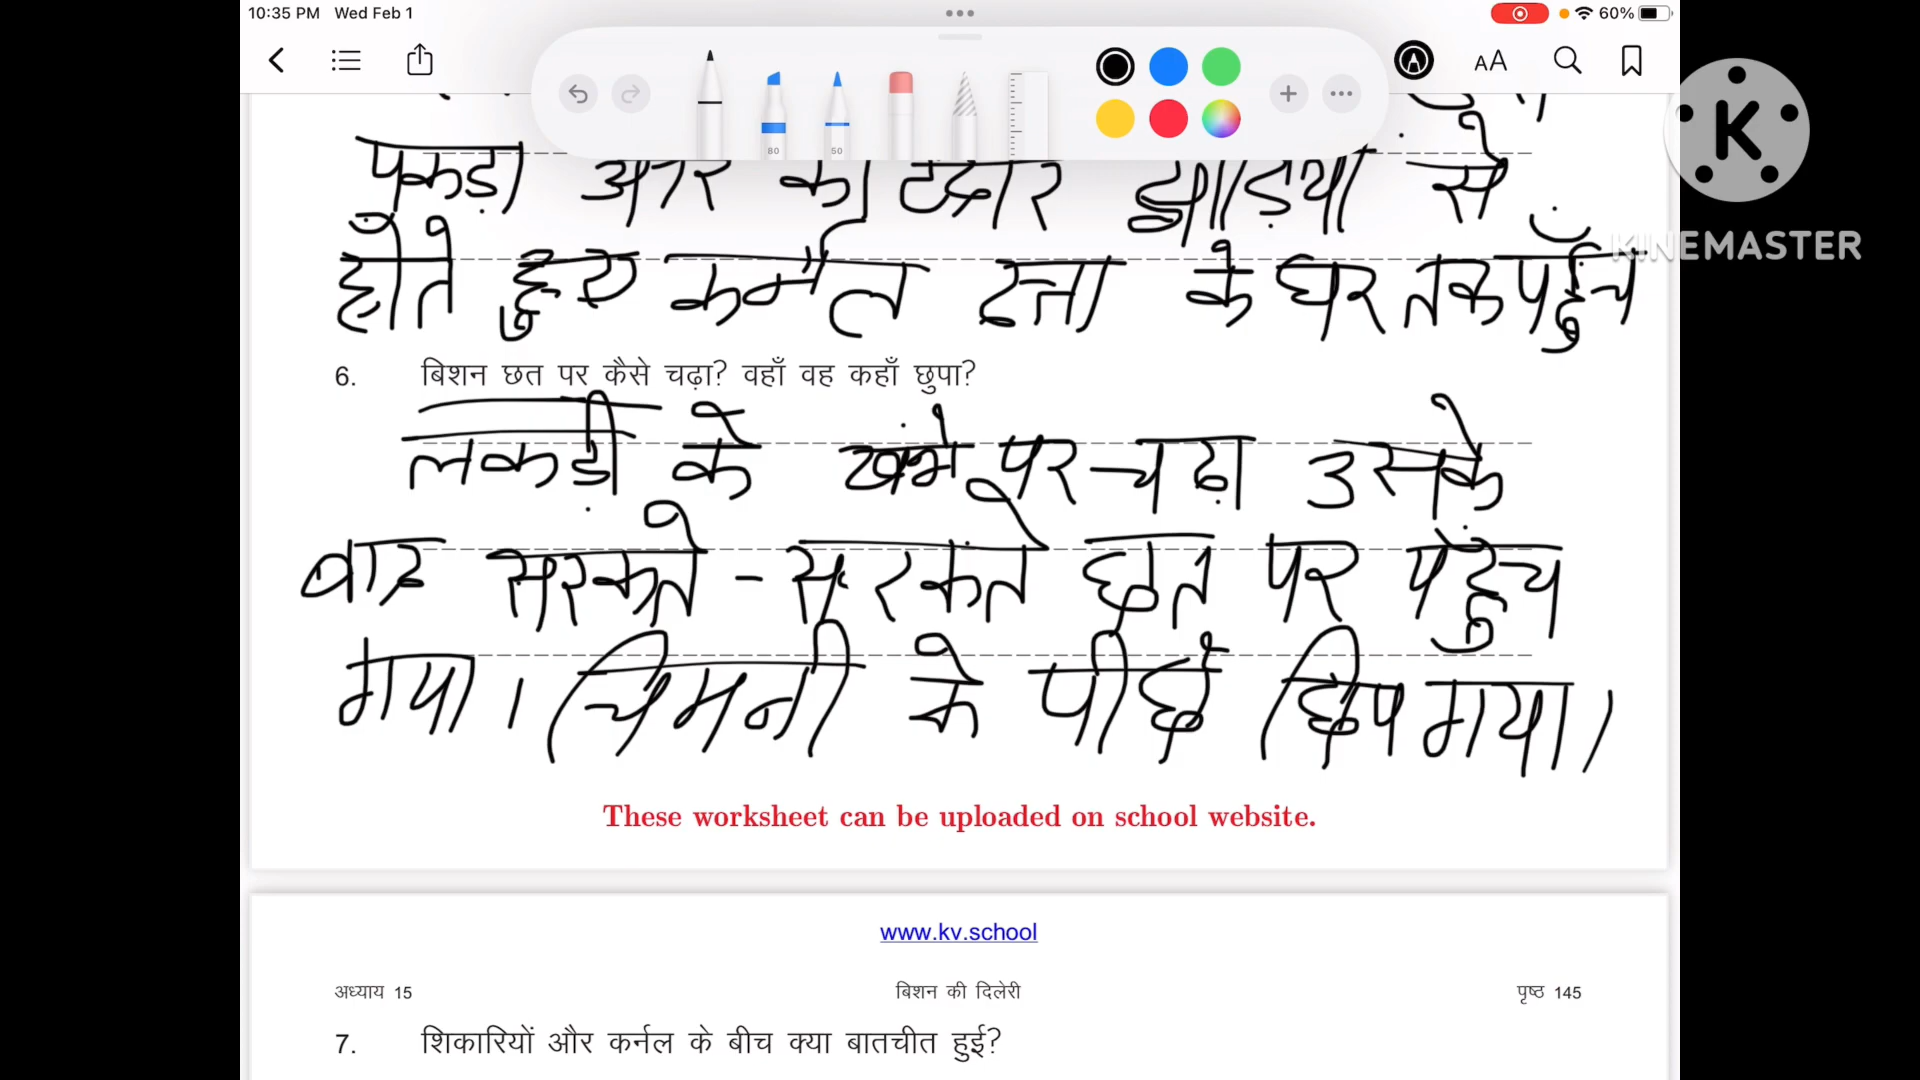 10:35 PM Wed Feb 1
60%
80 50
AA
K
KINEMASTER
पकड़ा और काँटेदार झाड़ियों से
होते हुए कर्नल दत्ता के घर तक पहुँच
6. बिशन छत पर कैसे चढ़ा? वहाँ वह कहाँ छुपा?
लकड़ी के खंभे पर चढ़ा उसके
बाद सरकते - सरकते छत पर पहुंच
गया । चिमनी के पीछे छिप गया ।
These worksheet can be uploaded on school website.
www.kv.school
अध्याय 15 बिशन की दिलेरी पृष्ठ 145
7. शिकारियों और कर्नल के बीच क्या बातचीत हुई?